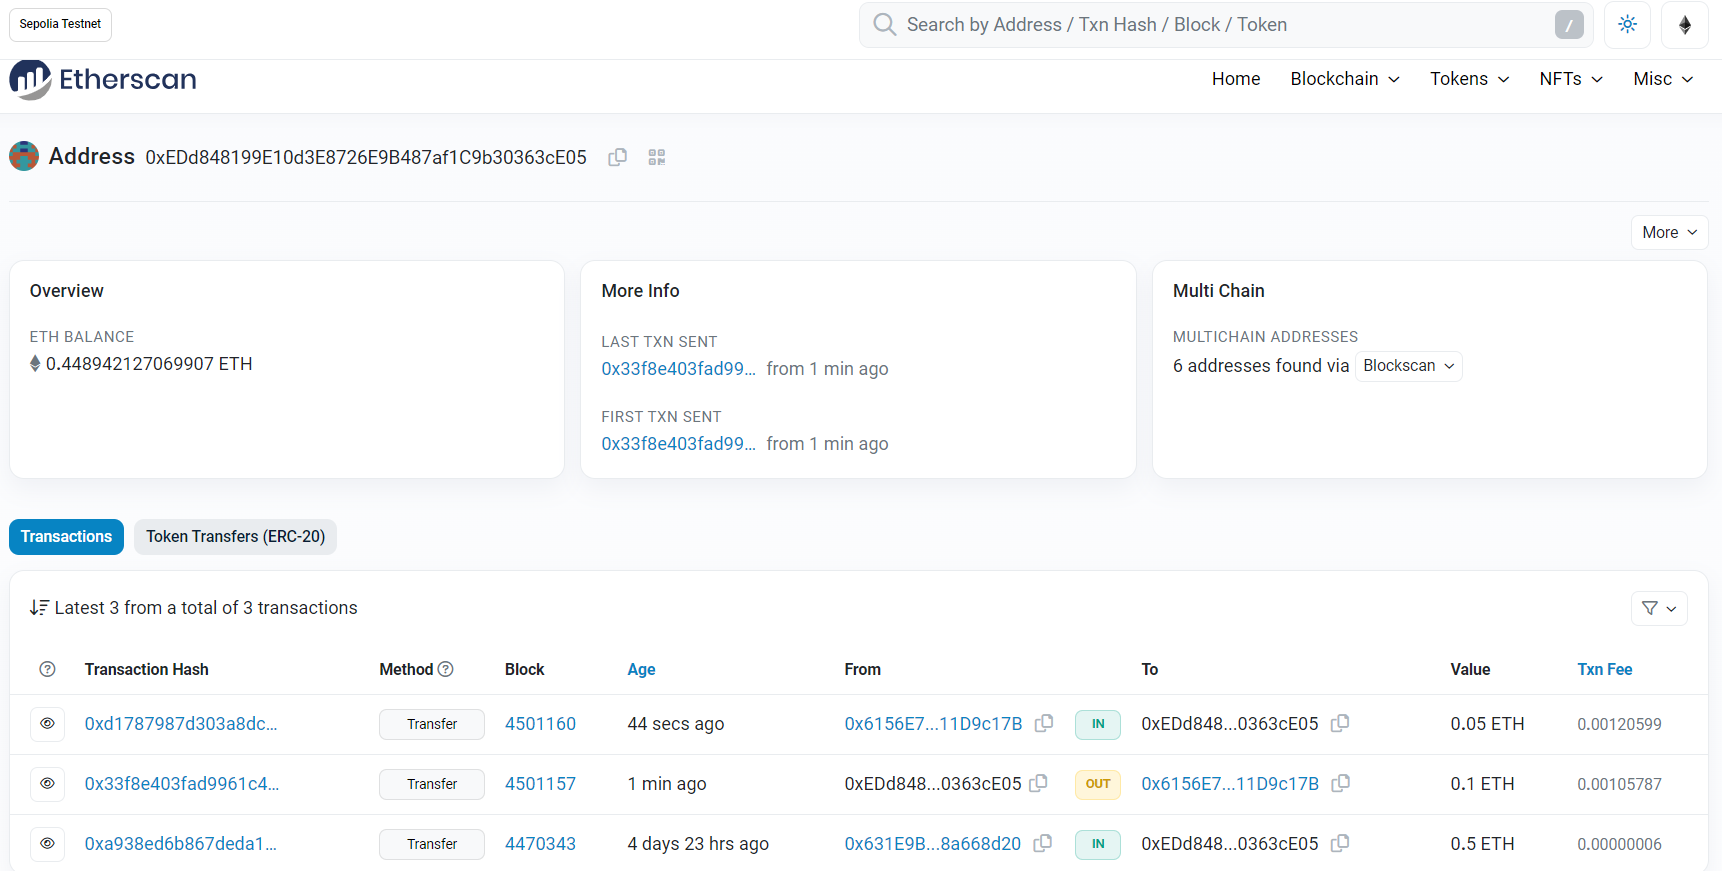 Sepolia Testnet
Search by Address / Txn Hash / Block / Token /
Etherscan
Home Blockchain Tokens NFTs Misc
Address 0xEDd848199E10d3E8726E9B487af1C9b30363cE05
More
Overview
ETH BALANCE
0.448942127069907 ETH
More Info
LAST TXN SENT
0x33f8e403fad99... from 1 min ago
FIRST TXN SENT
0x33f8e403fad99... from 1 min ago
Multi Chain
MULTICHAIN ADDRESSES
6 addresses found via Blockscan
Transactions Token Transfers (ERC-20)
Latest 3 from a total of 3 transactions
Transaction Hash Method Block Age From To Value Txn Fee
0xd1787987d303a8dc... Transfer 4501160 44 secs ago 0x6156E7...11D9c17B IN 0xEDd848...0363cE05 0.05 ETH 0.00120599
0x33f8e403fad9961c4... Transfer 4501157 1 min ago 0xEDd848...0363cE05 OUT 0x6156E7...11D9c17B 0.1 ETH 0.00105787
0xa938ed6b867deda1... Transfer 4470343 4 days 23 hrs ago 0x631E9B...8a668d20 IN 0xEDd848...0363cE05 0.5 ETH 0.00000006